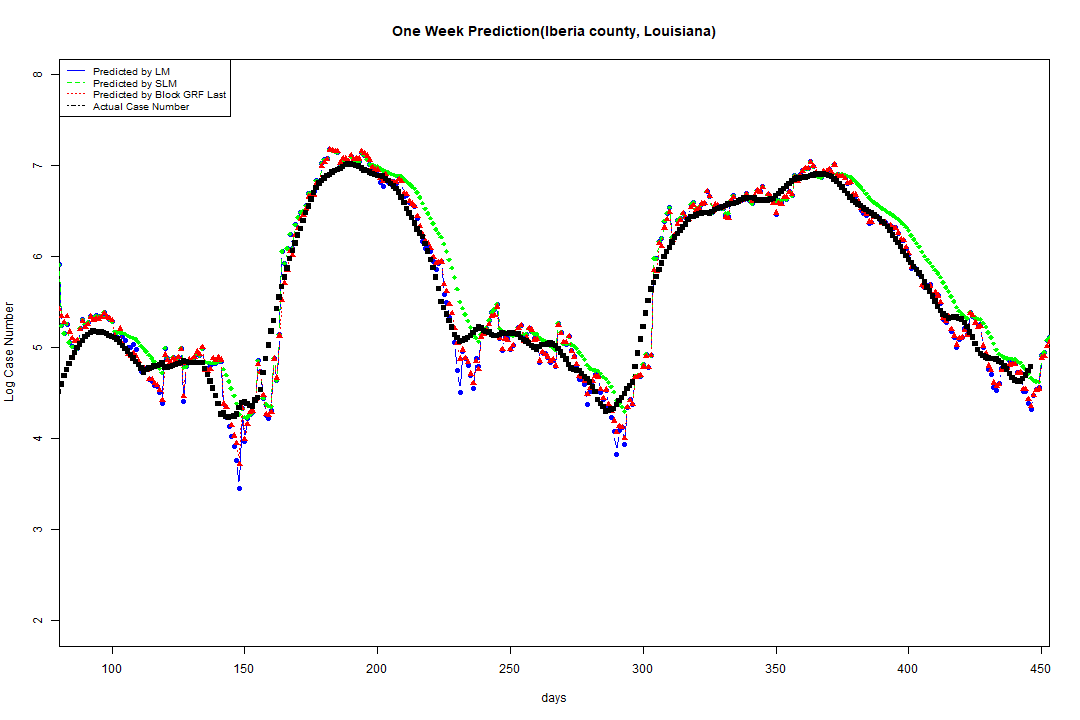 One Week Prediction(Iberia county, Louisiana)
Predicted by LM
Predicted by SLM
Predicted by Block GRF Last
Actual Case Number
8
7
6
5
4
3
2
Log Case Number
100 150 200 250 300 350 400 450
days